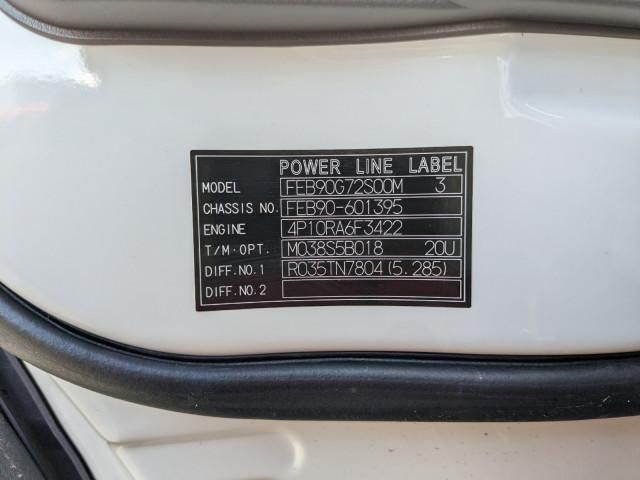 POWER LINE LABEL
MODEL FEB90G72S00M 3
CHASSIS NO. FEB90-601395
ENGINE 4P10RA6F3422
T/M·OPT. M038S5B018 20U
DIFF.NO.1 R035TN7804(5.285)
DIFF.NO.2